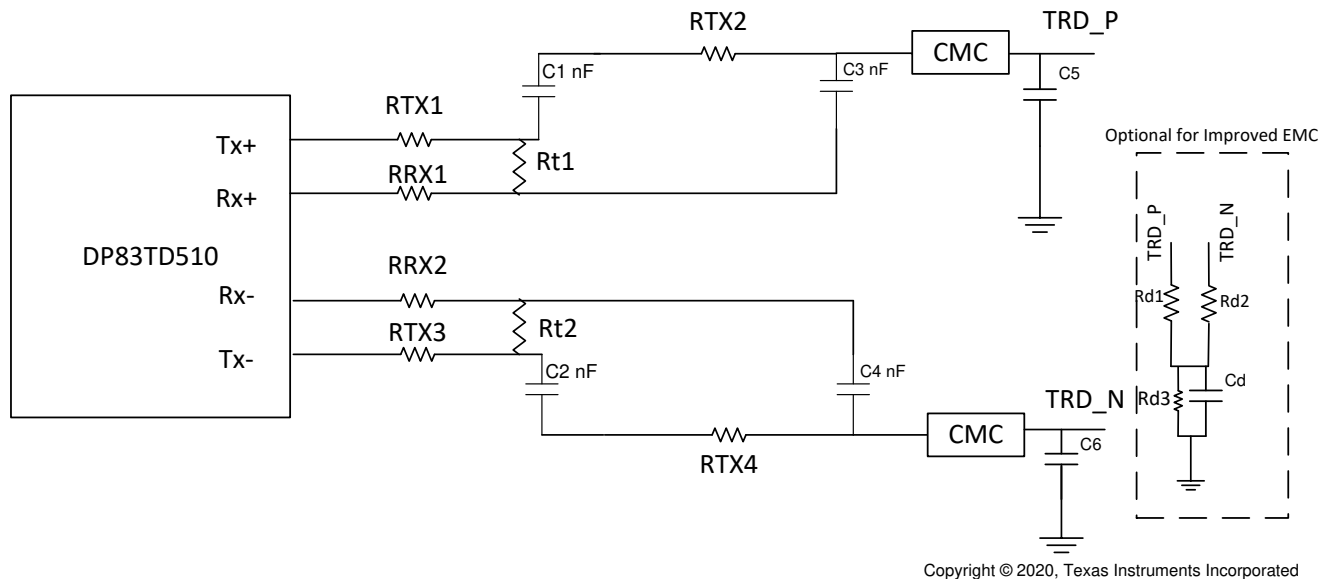 RTX2
TRD_P
CMC
C1 nF
C3 nF
C5
RTX1
Tx+
Rt1
RRX1
Rx+
DP83TD510
RRX2
Rx-
Rt2
RTX3
Tx-
C2 nF
C4 nF
TRD_N
CMC
C6
RTX4
Optional for Improved EMC
TRD_P
TRD_N
Rd1
Rd2
Rd3
Cd
Copyright © 2020, Texas Instruments Incorporated